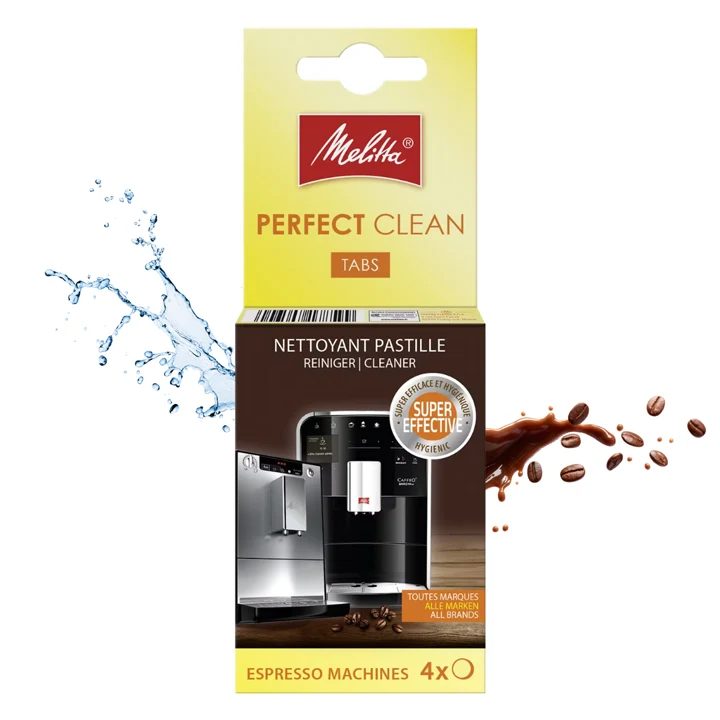 Melitta®
PERFECT CLEAN
TABS
NETTOYANT PASTILLE
REINIGER | CLEANER
SUPER EFFICACE ET HYGIÉNIQUE
SUPER
EFFECTIVE
HYGIENIC
TOUTES MARQUES
ALLE MARKEN
ALL BRANDS
ESPRESSO MACHINES 4x